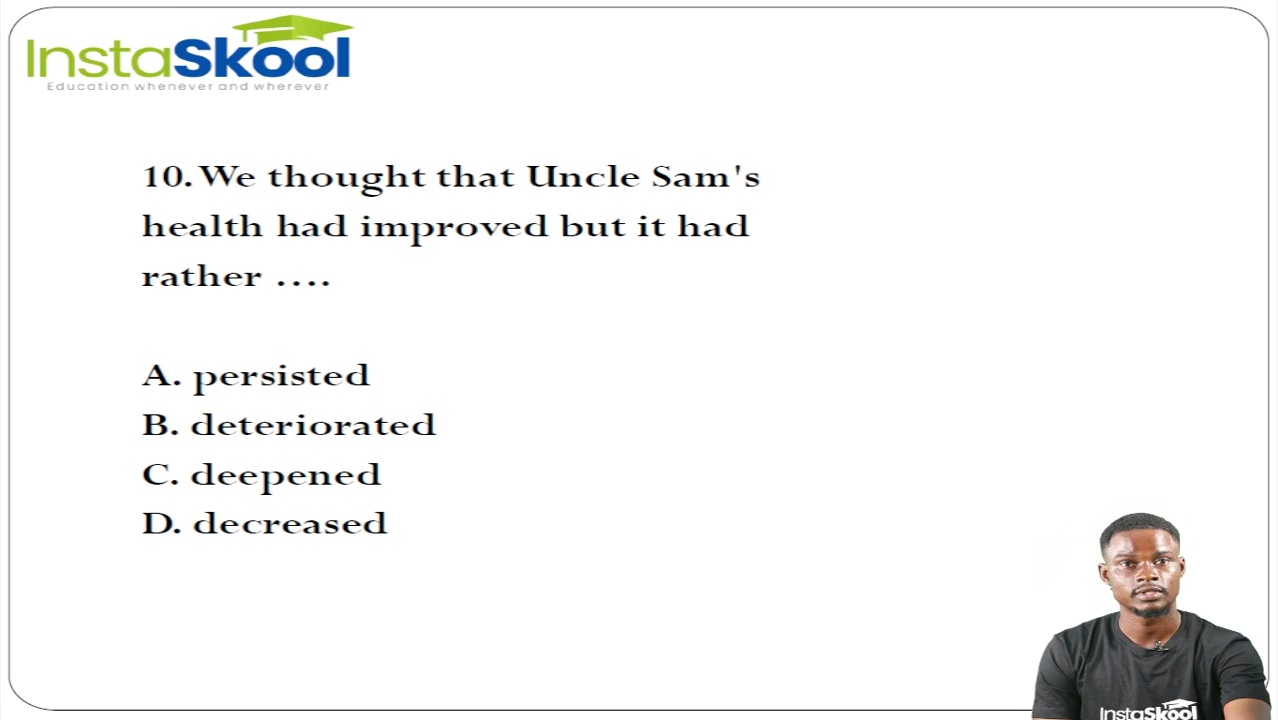 InstaSkool
Education whenever and wherever
10. We thought that Uncle Sam's
health had improved but it had
rather ….
A. persisted
B. deteriorated
C. deepened
D. decreased
InstaSkool